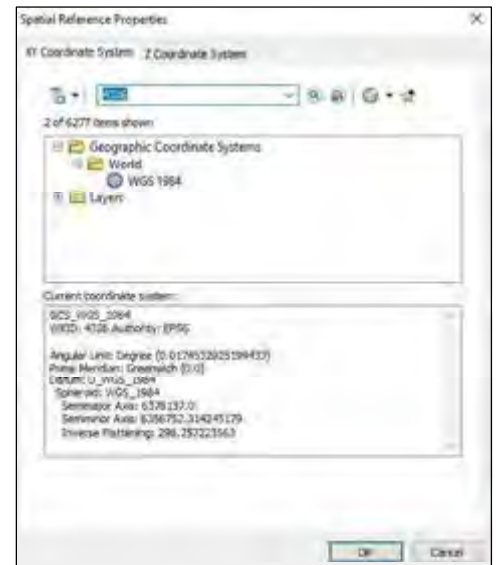 Spatial Reference Properties
XY Coordinate System Z Coordinate System
4326
2 of 6277 items shown
Geographic Coordinate Systems
World
WGS 1984
Layers
Current coordinate system:
GCS_WGS_1984
WKID: 4326 Authority: EPSG
Angular Unit: Degree (0.0174532925199433)
Prime Meridian: Greenwich (0.0)
Datum: D_WGS_1984
Spheroid: WGS_1984
Semimajor Axis: 6378137.0
Semiminor Axis: 6356752.314245179
Inverse Flattening: 298.257223563
OK Cancel